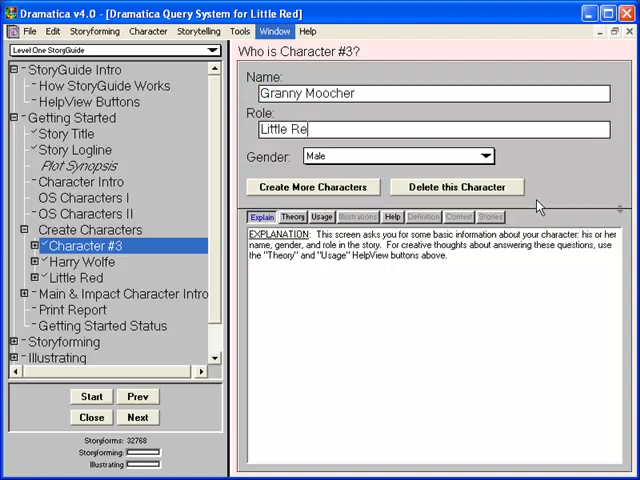 Dramatica v4.0 - [Dramatica Query System for Little Red]
File Edit Storyforming Character Storytelling Tools Window Help
Level One StoryGuide
StoryGuide Intro
How StoryGuide Works
HelpView Buttons
Getting Started
Story Title
Story Logline
Plot Synopsis
Character Intro
OS Characters I
OS Characters II
Create Characters
Character #3
Harry Wolfe
Little Red
Main & Impact Character Intro
Print Report
Getting Started Status
Storyforming
Illustrating
Start Prev
Close Next
Storyforms: 32768
Storyforming:
Illustrating
Who is Character #3?
Name:
Granny Moocher
Role:
Little Re
Gender: Male
Create More Characters Delete this Character
Explain Theory Usage Illustrations Help Definition Context Stories
EXPLANATION: This screen asks you for some basic information about your character: his or her
name, gender, and role in the story. For creative thoughts about answering these questions, use
the "Theory" and "Usage" HelpView buttons above.